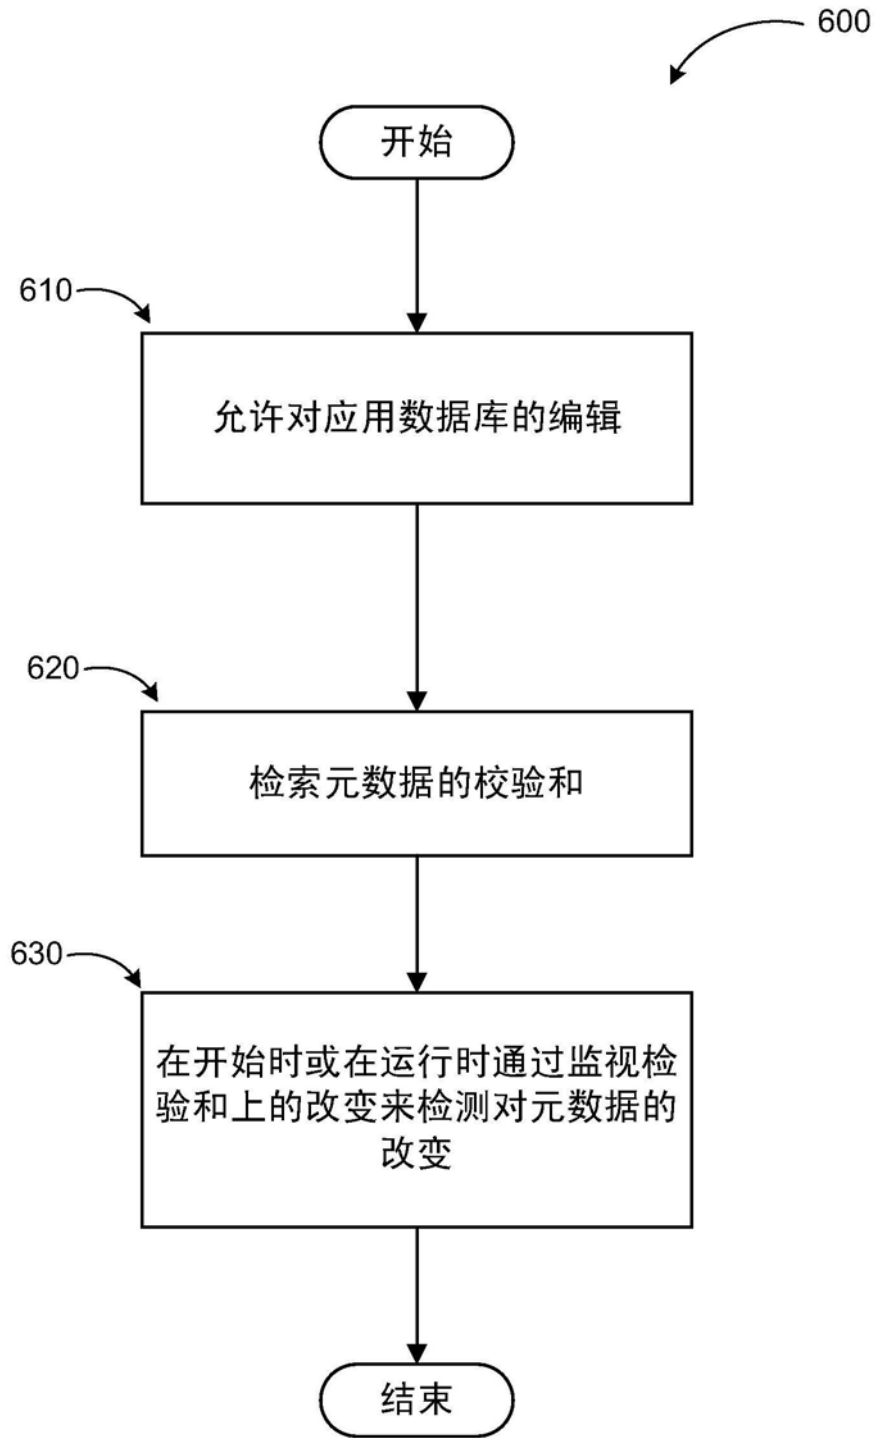 600
开始
610
允许对应用数据库的编辑
620
检索元数据的校验和
630
在开始时或在运行时通过监视检
验和上的改变来检测对元数据的
改变
结束